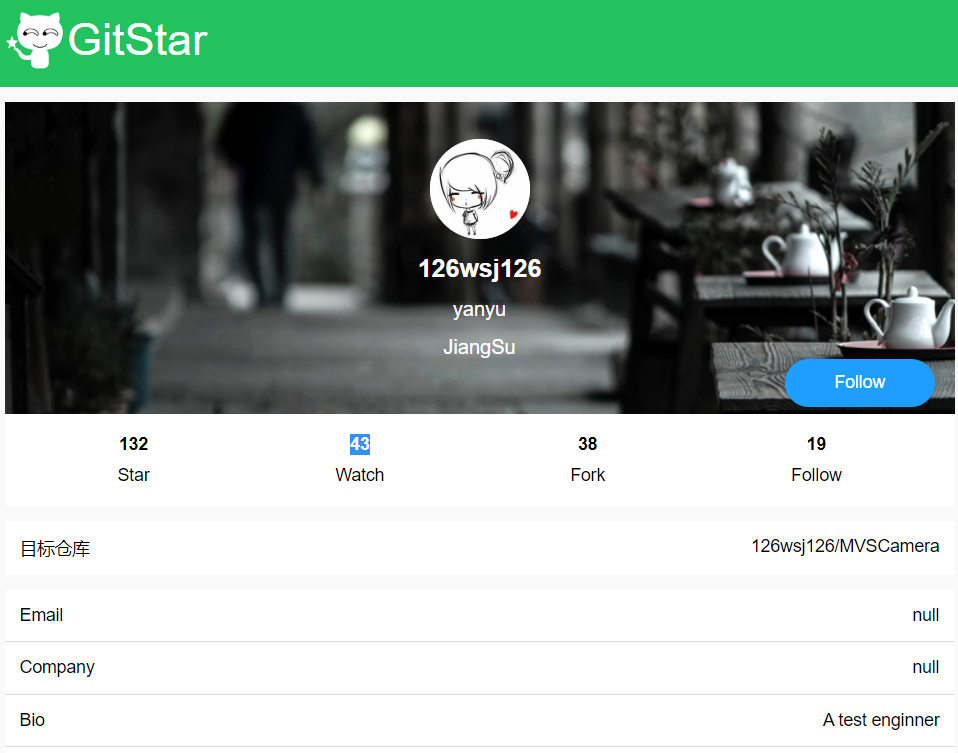 GitStar
126wsj126
yanyu
JiangSu
Follow
132 43 38 19
Star Watch Fork Follow
目标仓库 126wsj126/MVSCamera
Email null
Company null
Bio A test enginner